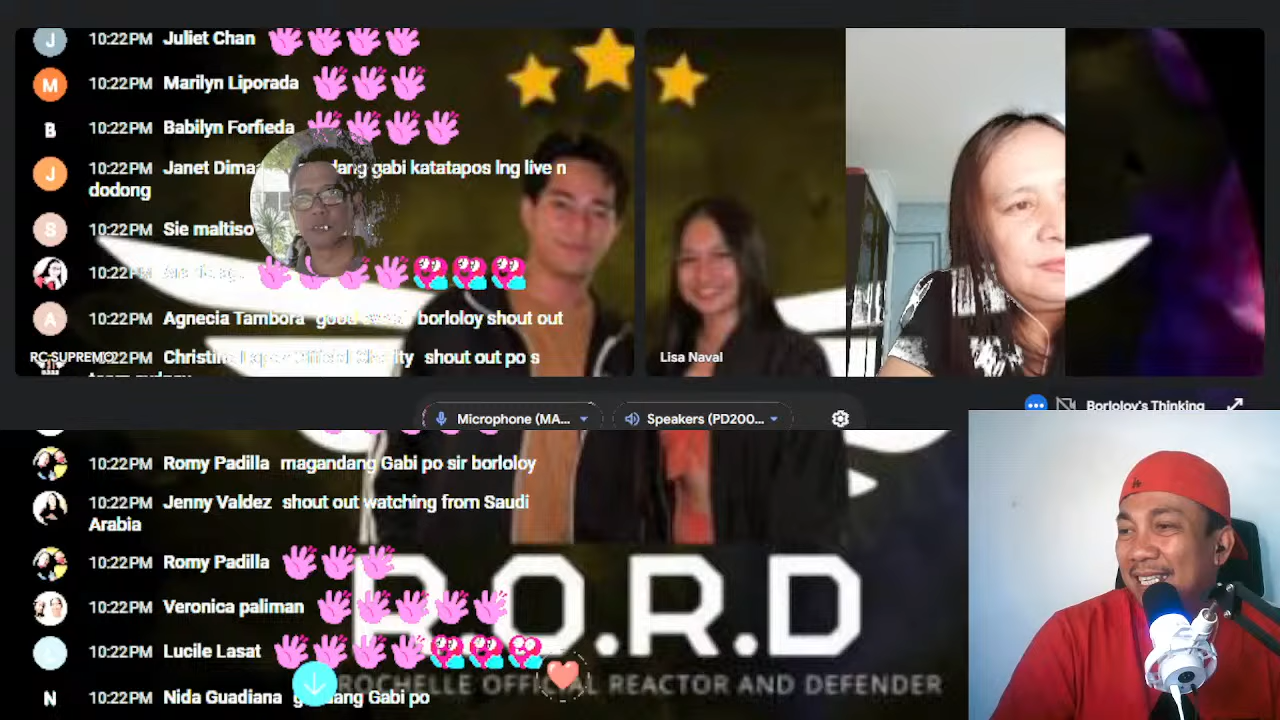 10:22PM Juliet Chan
10:22PM Marilyn Liporada
10:22PM Babilyn Forfieda
10:22PM Janet gabi katatapos lng live n
dodong
10:22PM Sie maltiso
10:22PM
10:22PM Agnecia Tambora borloloy shout out
10:22PM shout out po s
RC SUPREMO
Lisa Naval
Microphone (MA...
Speakers (PD200...
Borloloy's Thinking
10:22PM Romy Padilla magandang Gabi po sir borloloy
10:22PM Jenny Valdez shout out watching from Saudi
Arabia
10:22PM Romy Padilla
10:22PM Veronica paliman
10:22PM Lucile Lasat
10:22PM Nida Guadiana Gabi po
R.O.R.D
ROCHELLE OFFICIAL REACTOR AND DEFENDER